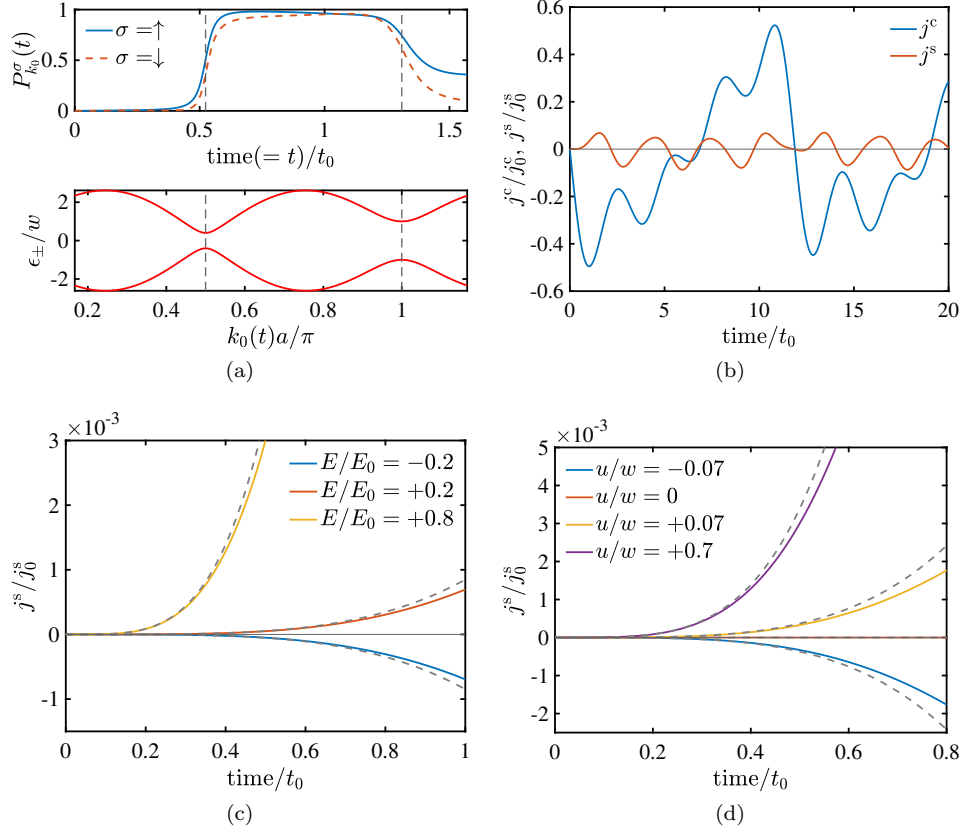 P^σ_{k_0}(t)
1
0.5
0
σ =↑
σ =↓
0 0.5 1 1.5
time(= t)/t_0
ϵ_±/w
2
0
-2
0.2 0.4 0.6 0.8 1
k_0(t)a/π
(a)
j^c/j^c_0, j^s/j^s_0
0.6
0.4
0.2
0
-0.2
-0.4
-0.6
j^c
j^s
0 5 10 15 20
time/t_0
(b)
×10^-3
j^s/j^s_0
3
2
1
0
-1
E/E_0 = −0.2
E/E_0 = +0.2
E/E_0 = +0.8
0 0.2 0.4 0.6 0.8 1
time/t_0
(c)
×10^-3
j^s/j^s_0
5
4
3
2
1
0
-1
-2
u/w = −0.07
u/w = 0
u/w = +0.07
u/w = +0.7
0 0.2 0.4 0.6 0.8
time/t_0
(d)